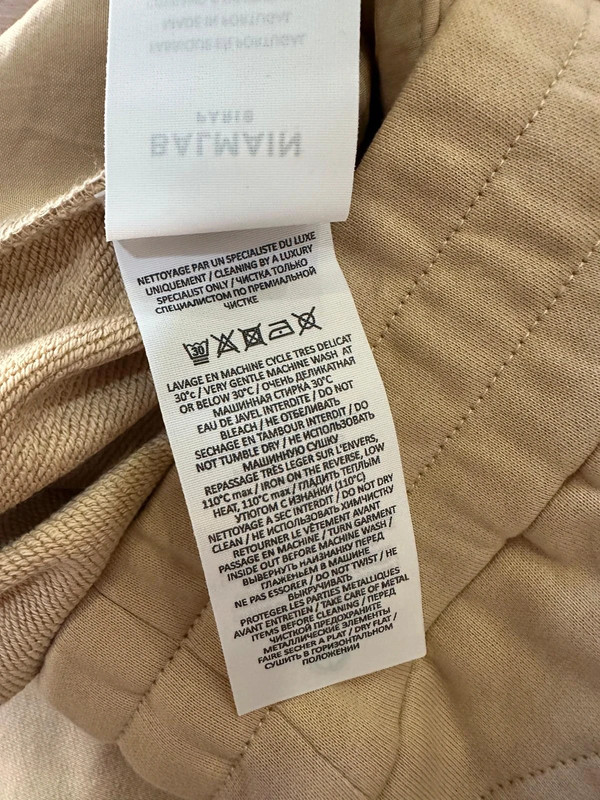 FABRIQUÉ EN PORTUGAL
MADE IN PORTUGAL
BALMAIN
PARIS
NETTOYAGE PAR UN SPECIALISTE DU LUXE
UNIQUEMENT / CLEANING BY A LUXURY
SPECIALIST ONLY / ЧИСТКА ТОЛЬКО
СПЕЦИАЛИСТОМ ПО ПРЕМИАЛЬНОЙ
ЧИСТКЕ
30
LAVAGE EN MACHINE CYCLE TRES DELICAT
30°c / VERY GENTLE MACHINE WASH AT
OR BELOW 30°C / ОЧЕНЬ ДЕЛИКАТНАЯ
МАШИННАЯ СТИРКА 30°C
EAU DE JAVEL INTERDITE / DO NOT
BLEACH / НЕ ОТБЕЛИВАТЬ
SECHAGE EN TAMBOUR INTERDIT / DO
NOT TUMBLE DRY / НЕ ИСПОЛЬЗОВАТЬ
МАШИННУЮ СУШКУ
REPASSAGE TRÈS LEGER SUR L'ENVERS,
110°C max / IRON ON THE REVERSE, LOW
HEAT, 110°C max / ГЛАДИТЬ ТЕПЛЫМ
УТЮГОМ С ИЗНАНКИ (110°C)
NETTOYAGE A SEC INTERDIT / DO NOT DRY
CLEAN / НЕ ИСПОЛЬЗОВАТЬ ХИМЧИСТКУ
RETOURNER LE VÊTEMENT AVANT
PASSAGE EN MACHINE / TURN GARMENT
INSIDE OUT BEFORE MACHINE WASH /
ВЫВЕРНУТЬ НАИЗНАНКУ ПЕРЕД
ГЛАЖЕНЬЕМ В МАШИНЕ
NE PAS ESSORER / DO NOT TWIST / НЕ
ВЫКРУЧИВАТЬ
PROTEGER LES PARTIES METALLIQUES
AVANT ENTRETIEN / TAKE CARE OF METAL
ITEMS BEFORE CLEANING / ПЕРЕД
ЧИСТКОЙ ПРЕДОХРАНИТЕ
МЕТАЛЛИЧЕСКИЕ ЭЛЕМЕНТЫ
FAIRE SECHER A PLAT / DRY FLAT /
СУШИТЬ В ГОРИЗОНТАЛЬНОМ
ПОЛОЖЕНИИ